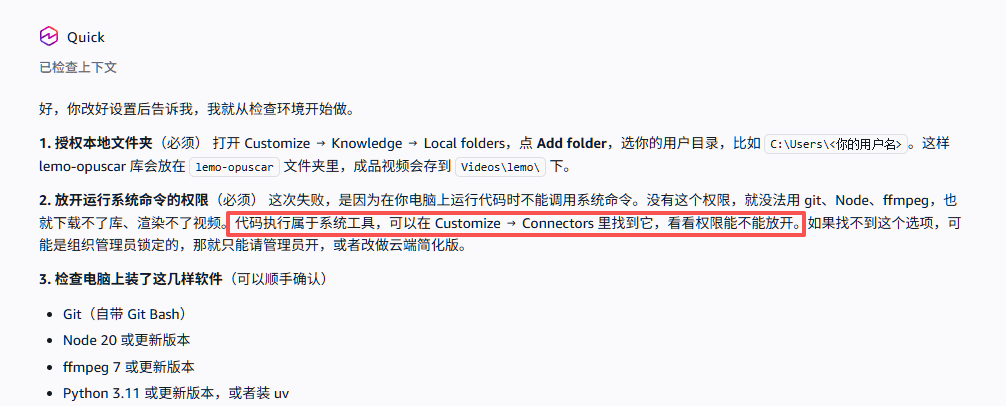 Quick
已检查上下文
好，你改好设置后告诉我，我就从检查环境开始做。
1. 授权本地文件夹（必须） 打开 Customize → Knowledge → Local folders，点 Add folder，选你的用户目录，比如 C:\Users\<你的用户名> 。这样
lemo-opuscar 库会放在 lemo-opuscar 文件夹里，成品视频会存到 Videos\lemo\ 下。
2. 放开运行系统命令的权限（必须） 这次失败，是因为在你电脑上运行代码时不能调用系统命令。没有这个权限，就没法用 git、Node、ffmpeg，也
就下载不了库、渲染不了视频。代码执行属于系统工具，可以在 Customize → Connectors 里找到它，看看权限能不能放开。如果找不到这个选项，可
能是组织管理员锁定的，那就只能请管理员开，或者改做云端简化版。
3. 检查电脑上装了这几样软件（可以顺手确认）
• Git（自带 Git Bash）
• Node 20 或更新版本
• ffmpeg 7 或更新版本
• Python 3.11 或更新版本，或者装 uv